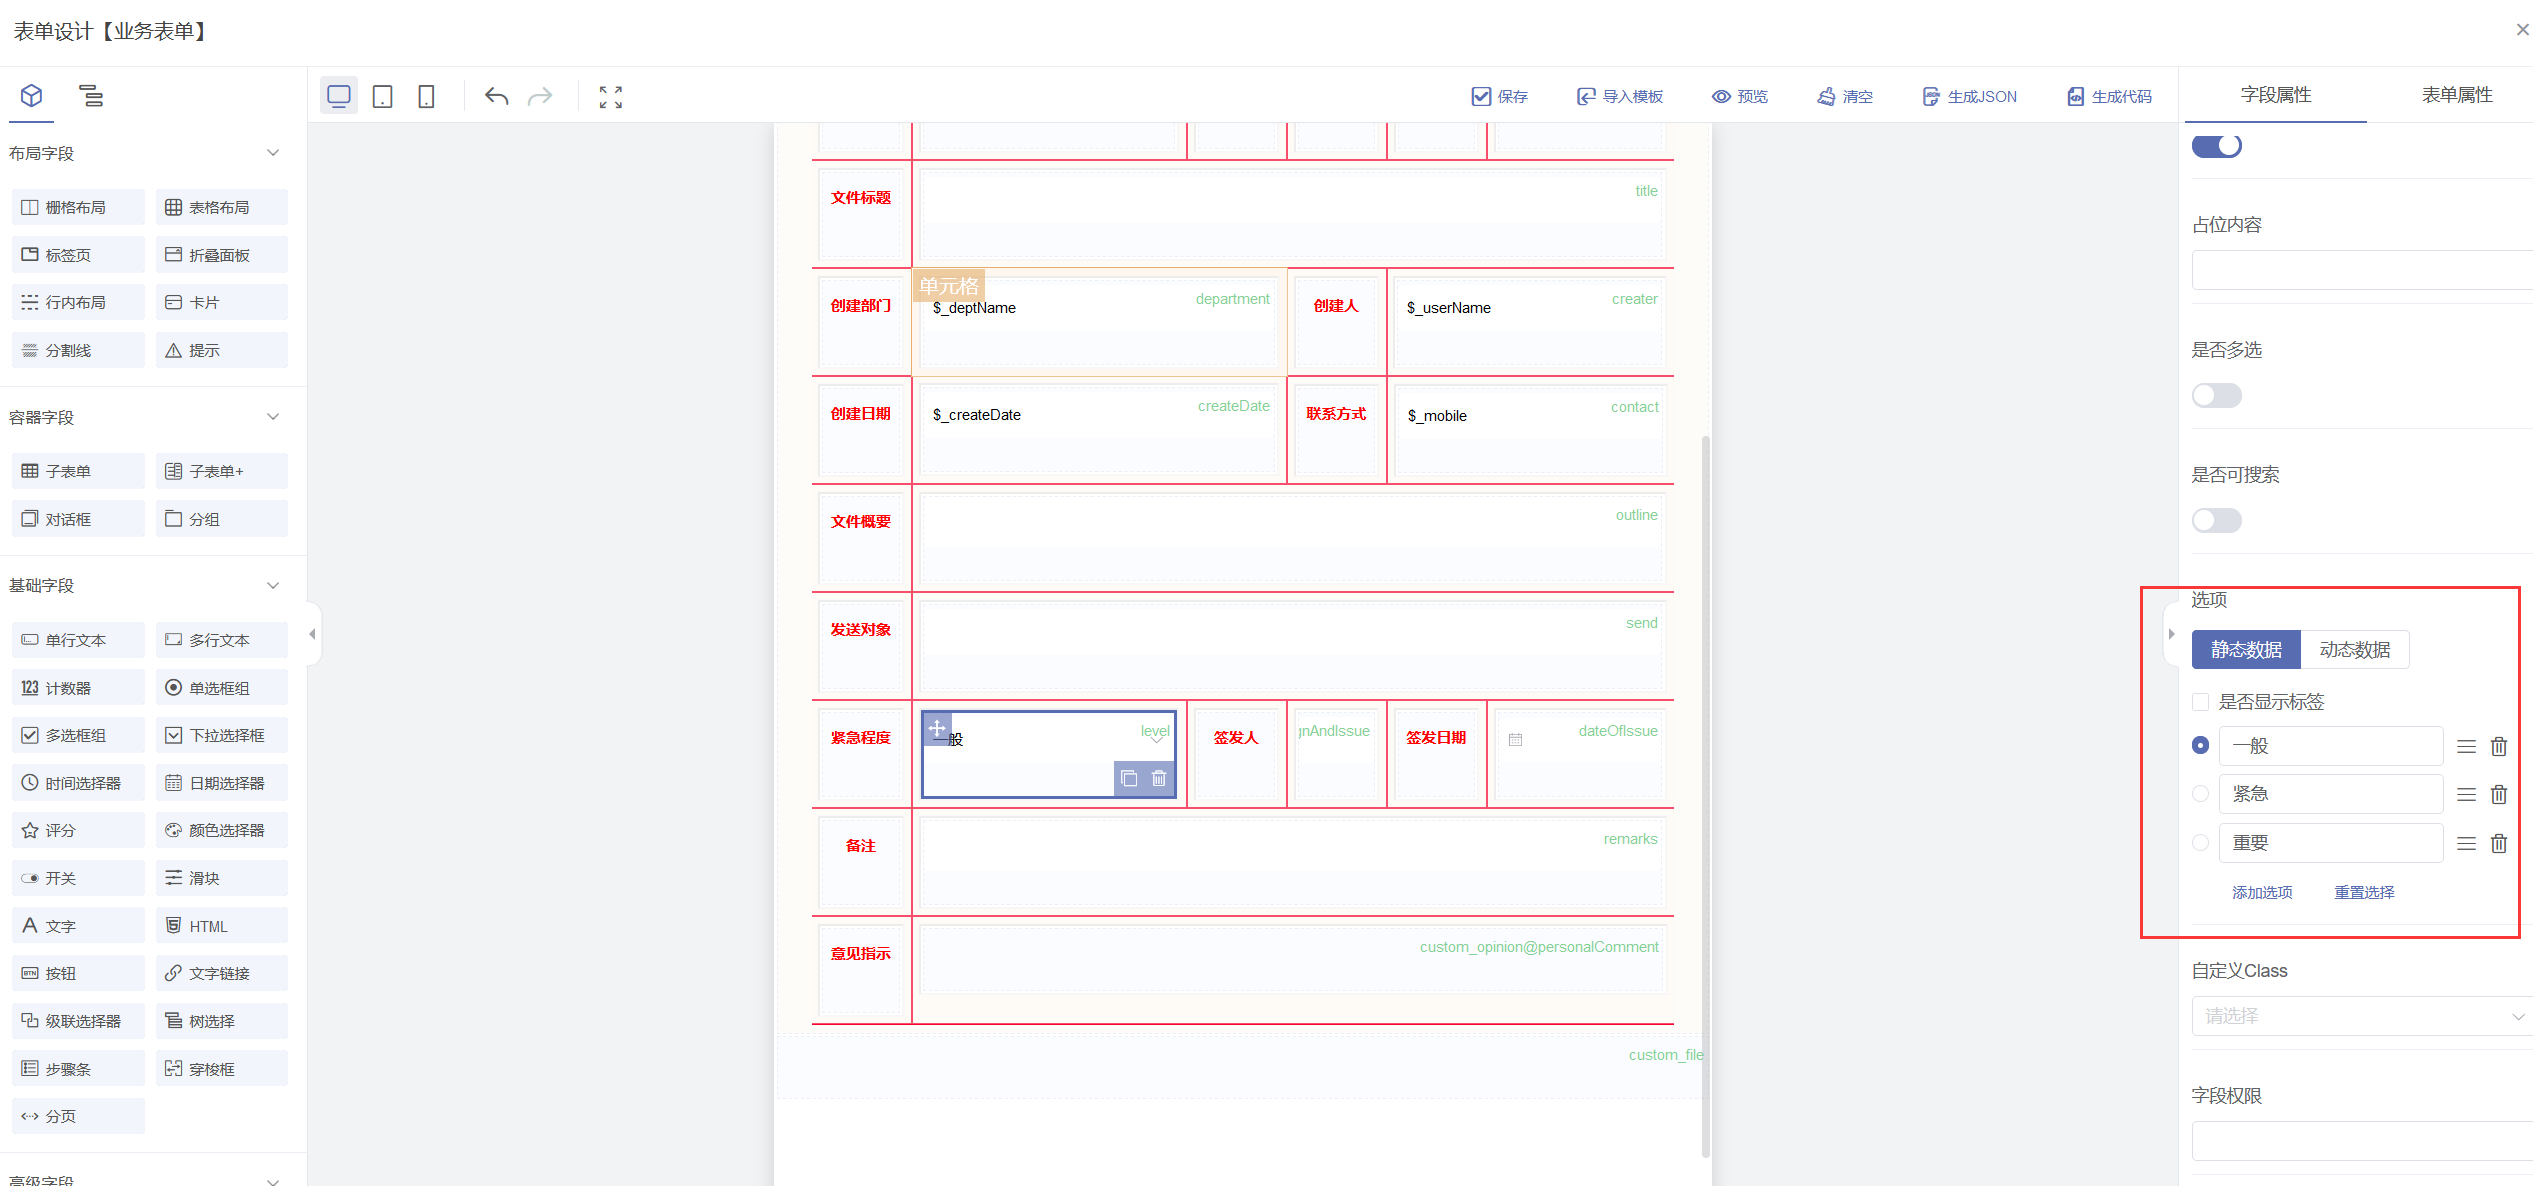 表单设计【业务表单】
保存
导入模板
预览
清空
生成JSON
生成代码
字段属性
表单属性
布局字段
栅格布局
表格布局
标签页
折叠面板
行内布局
卡片
分割线
提示
容器字段
子表单
子表单+
对话框
分组
基础字段
单行文本
多行文本
计数器
单选框组
多选框组
下拉选择框
时间选择器
日期选择器
评分
颜色选择器
开关
滑块
文字
HTML
按钮
文字链接
级联选择器
树选择
步骤条
穿梭框
分页
高级字段
文件标题
title
单元格
创建部门
$_deptName
department
创建人
$_userName
creater
创建日期
$_createDate
createDate
联系方式
$_mobile
contact
文件概要
outline
发送对象
send
紧急程度
一般
level
签发人
nAndIssue
签发日期
dateOfIssue
备注
remarks
意见指示
custom_opinion@personalComment
custom_file
占位内容
是否多选
是否可搜索
选项
静态数据
动态数据
是否显示标签
一般
紧急
重要
添加选项
重置选择
自定义Class
请选择
字段权限